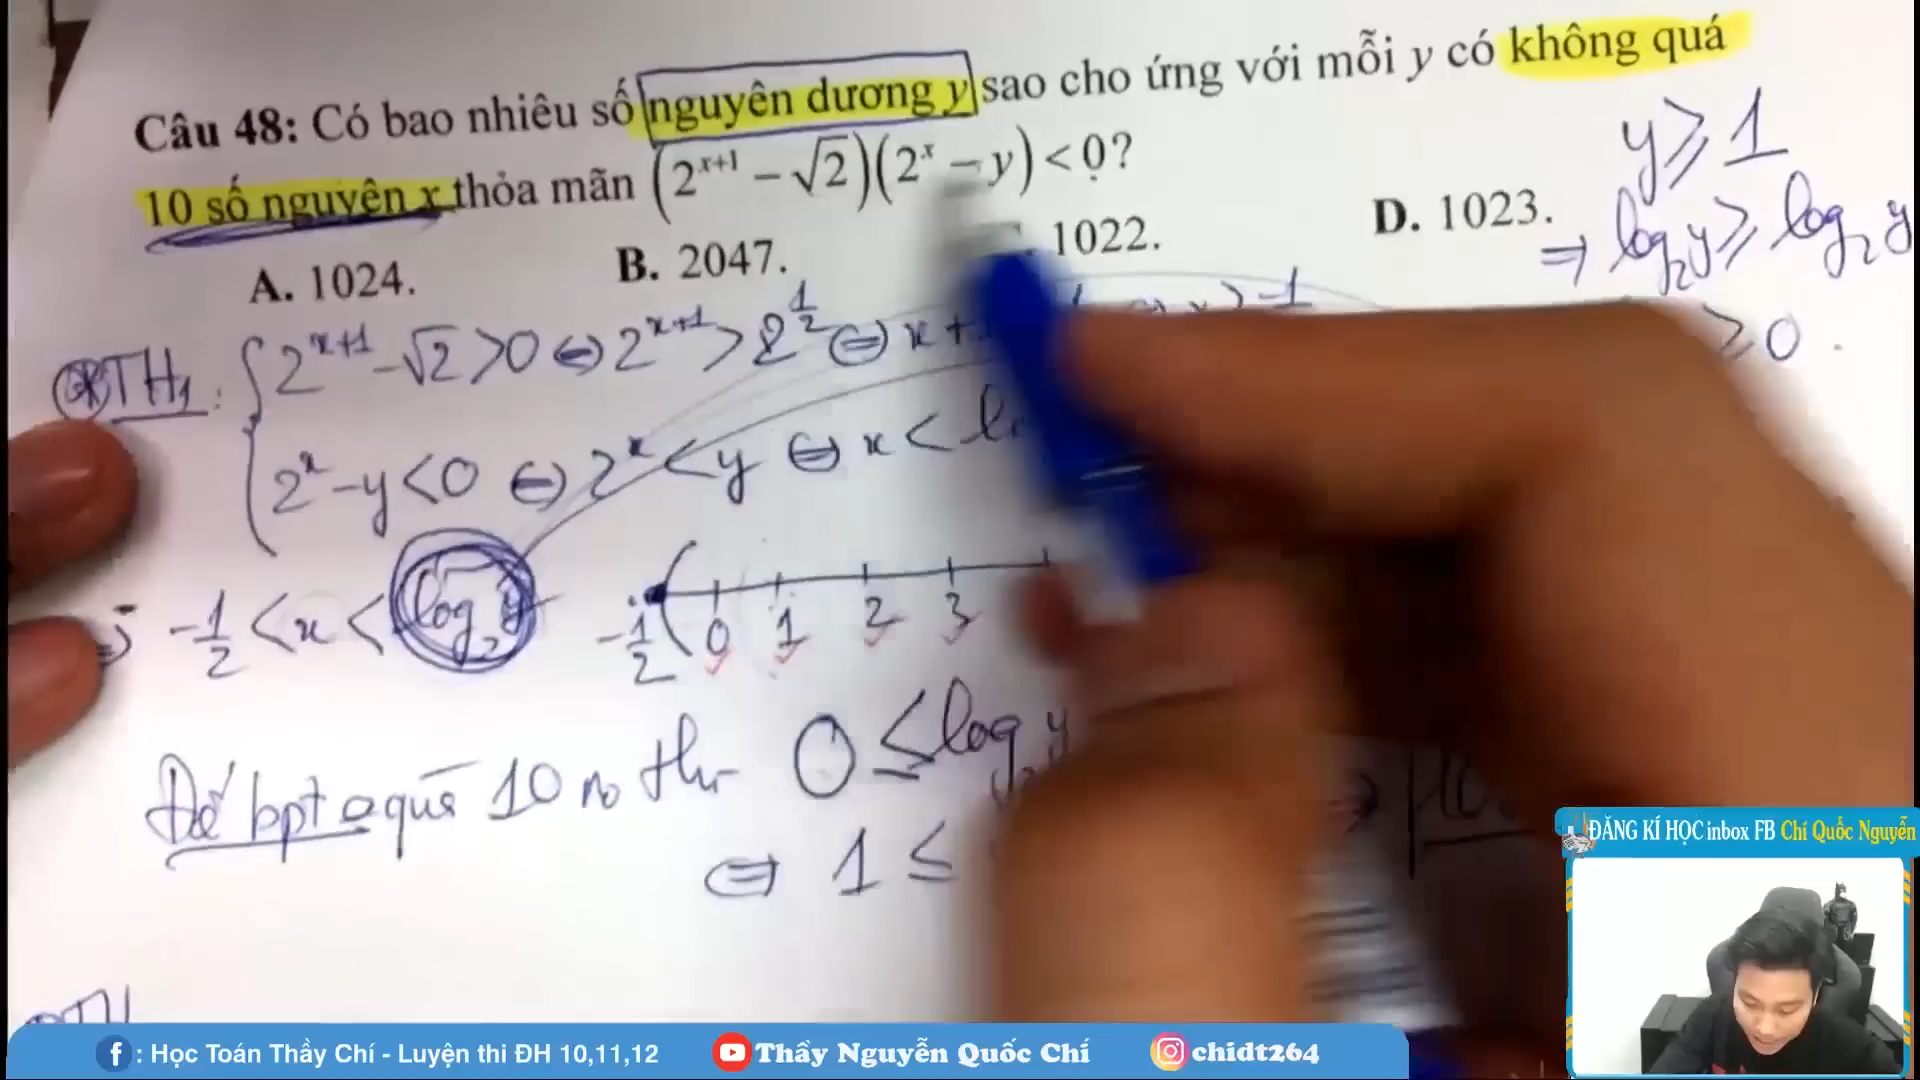 Câu 48: Có bao nhiêu số nguyên dương y sao cho ứng với mỗi y có không quá
10 số nguyên x thỏa mãn (2^{x+1} − √2)(2^x − y) < 0?
A. 1024. B. 2047. 1022. D. 1023.
y ≥ 1
⇒ log₂y ≥ log₂ y
≥ 0.
⊛ TH₁: { 2^{x+1} − √2 > 0 ⇔ 2^{x+1} > 2^{1/2} ⇔ x +
2^x − y < 0 ⇔ 2^x < y ⇔ x <
⇒ −1/2 < x < log₂y
−1/2 0 1 2 3
Để bpt quá 10 no thì 0 ≤ log₂y
⇔ 1 ≤
ĐĂNG KÍ HỌC inbox FB Chí Quốc Nguyễn
: Học Toán Thầy Chí - Luyện thi ĐH 10,11,12 Thầy Nguyễn Quốc Chí chidt264